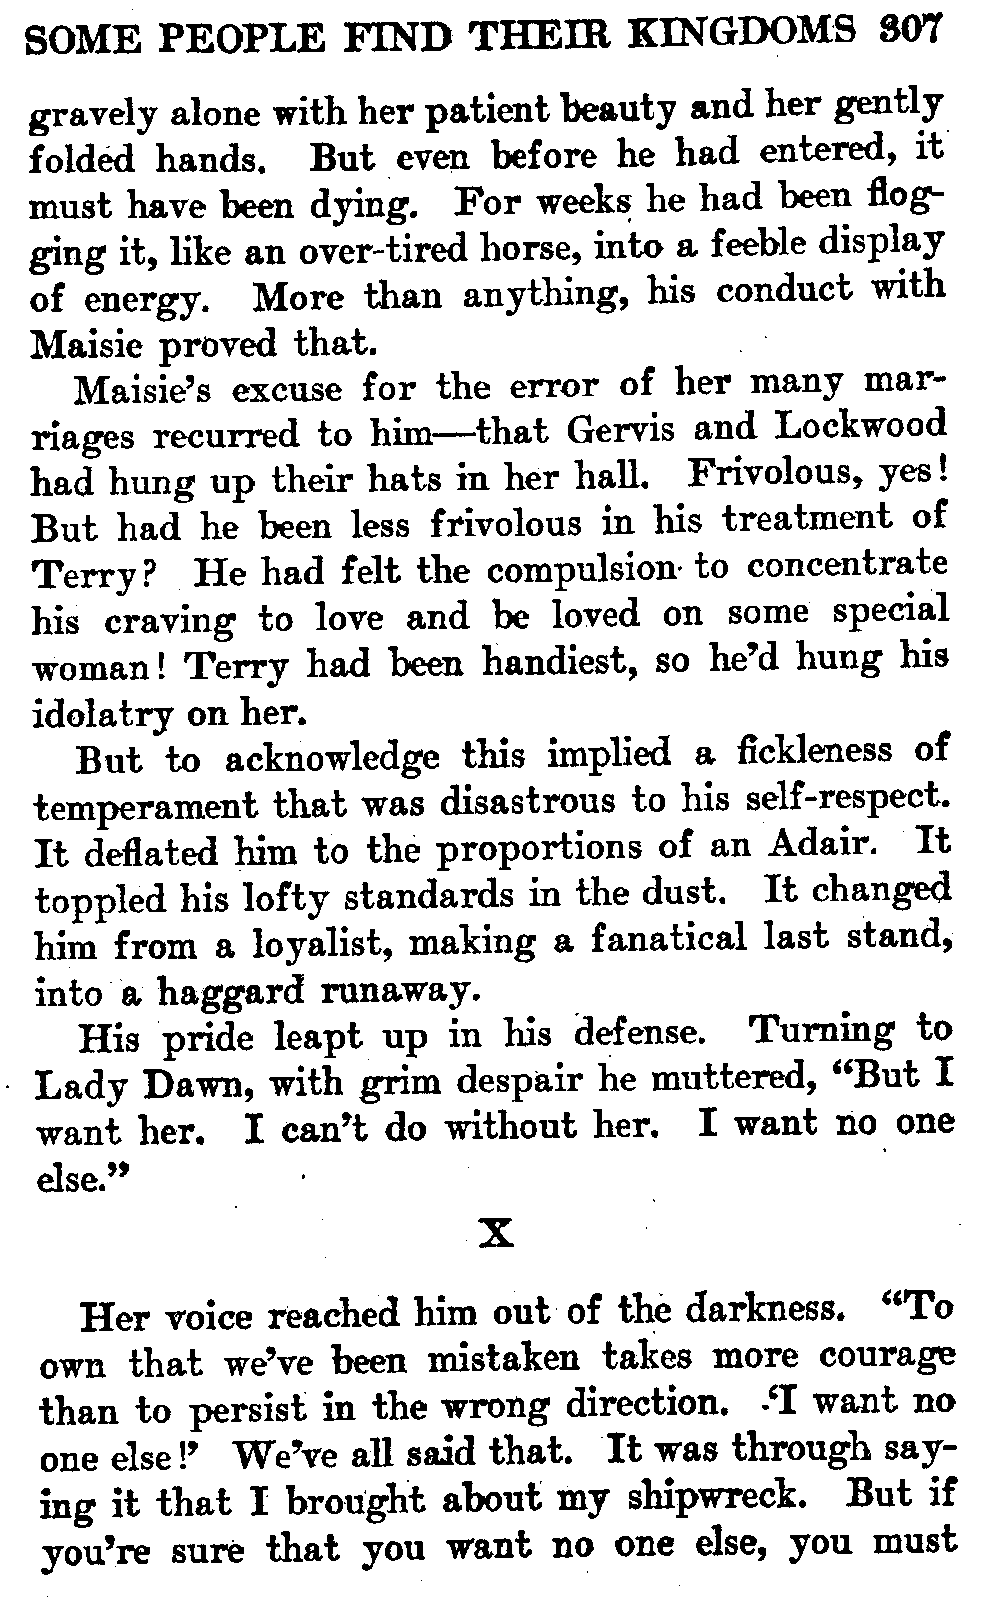 SOME PEOPLE FIND THEIR KINGDOMS 307
gravely alone with her patient beauty and her gently
folded hands. But even before he had entered, it
must have been dying. For weeks he had been flog-
ging it, like an over-tired horse, into a feeble display
of energy. More than anything, his conduct with
Maisie proved that.
Maisie's excuse for the error of her many mar-
riages recurred to him—that Gervis and Lockwood
had hung up their hats in her hall. Frivolous, yes!
But had he been less frivolous in his treatment of
Terry? He had felt the compulsion to concentrate
his craving to love and be loved on some special
woman! Terry had been handiest, so he'd hung his
idolatry on her.
But to acknowledge this implied a fickleness of
temperament that was disastrous to his self-respect.
It deflated him to the proportions of an Adair. It
toppled his lofty standards in the dust. It changed
him from a loyalist, making a fanatical last stand,
into a haggard runaway.
His pride leapt up in his defense. Turning to
Lady Dawn, with grim despair he muttered, “But I
want her. I can't do without her. I want no one
else.”
X
Her voice reached him out of the darkness. “To
own that we've been mistaken takes more courage
than to persist in the wrong direction. ‘I want no
one else!’ We've all said that. It was through say-
ing it that I brought about my shipwreck. But if
you're sure that you want no one else, you must